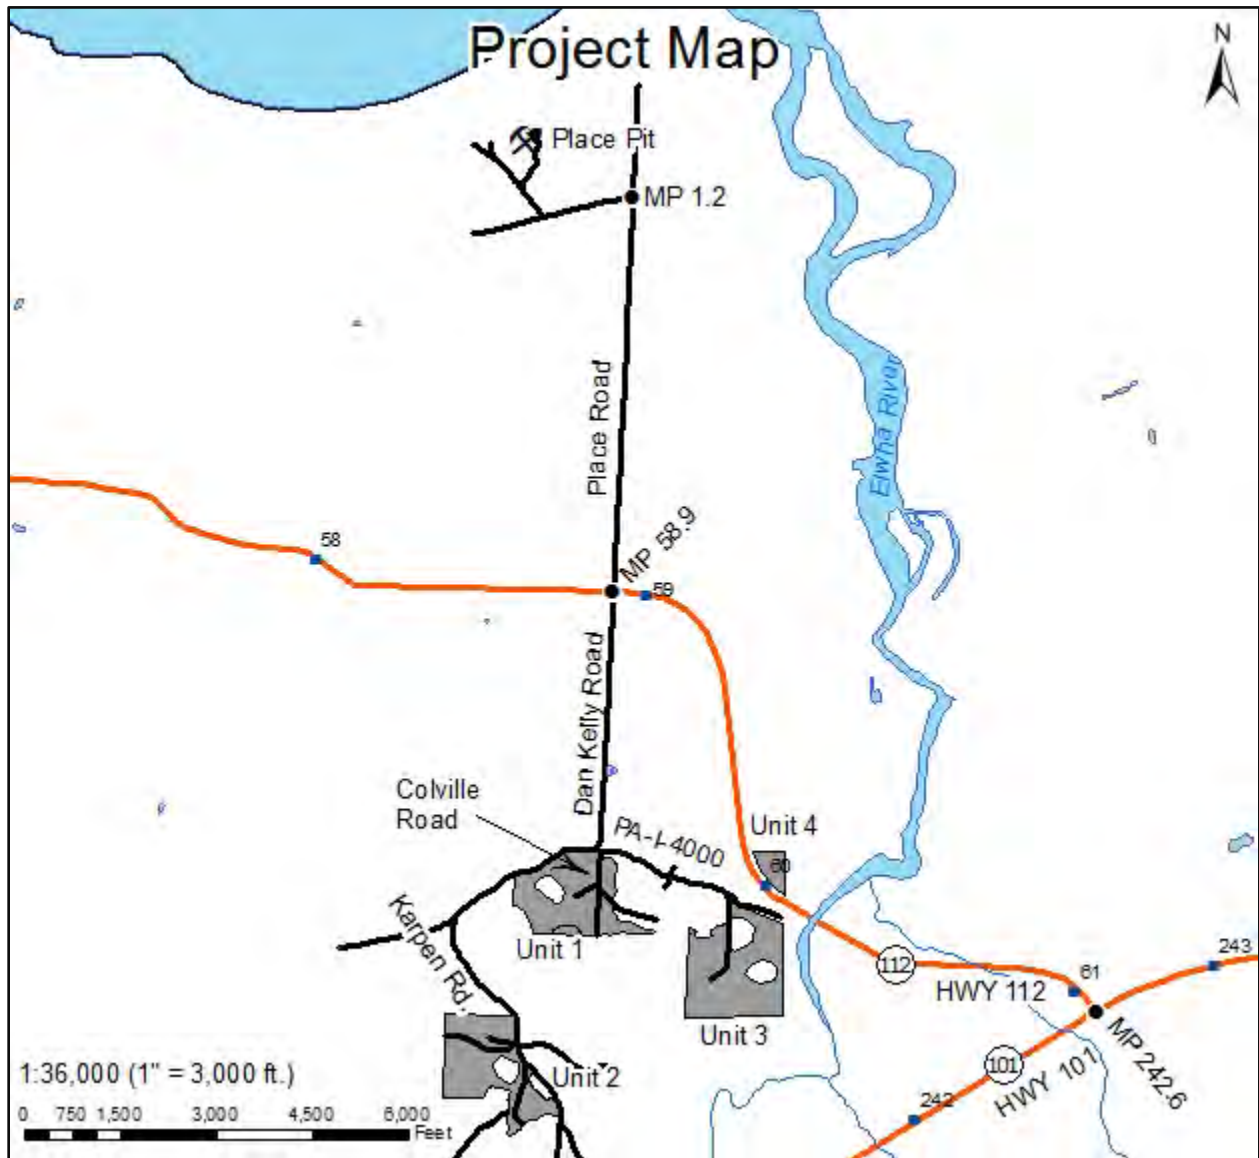 Project Map
N
Place Pit
MP 1.2
Place Road
Elwha River
MP 58.9
58
59
Dan Kelly Road
Colville
Road
PA-I-4000
Unit 4
60
Karpen Rd.
Unit 1
112
243
61
HWY 112
Unit 3
MP 242.6
101
HWY 101
Unit 2
242
1:36,000 (1" = 3,000 ft.)
0 750 1,500 3,000 4,500 6,000
Feet